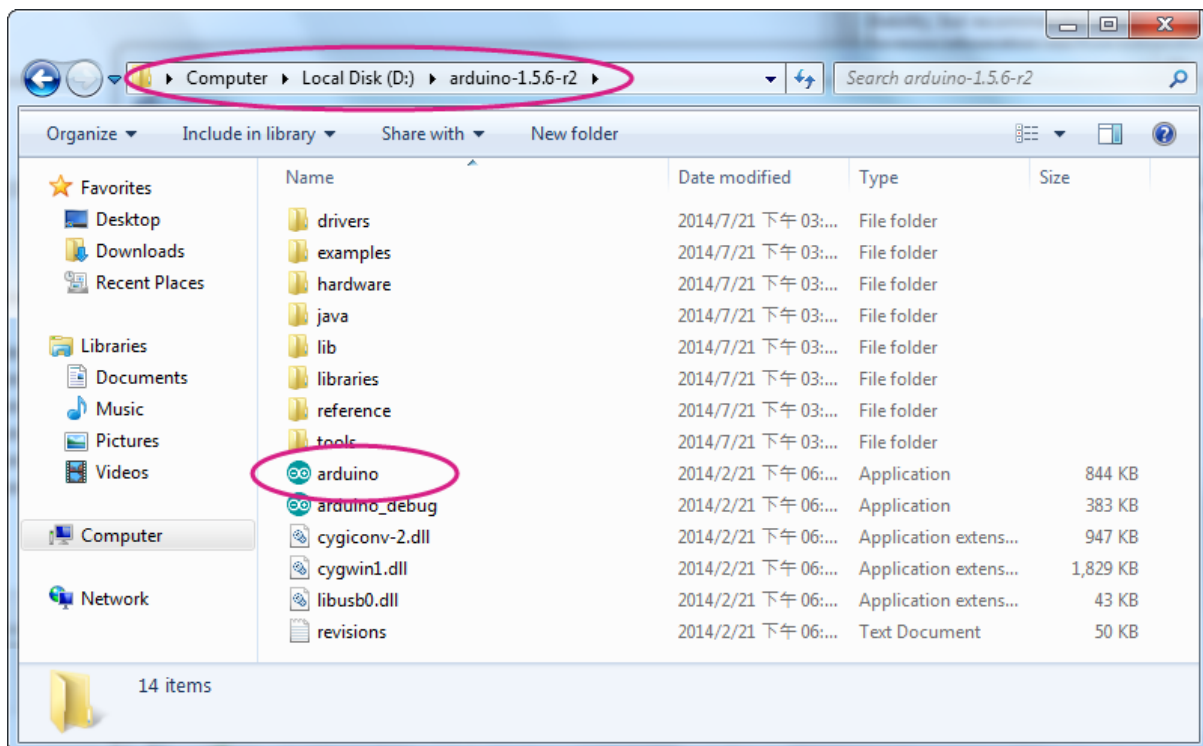 Computer ▸ Local Disk (D:) ▸ arduino-1.5.6-r2 ▸
Search arduino-1.5.6-r2
Organize Include in library Share with New folder
Favorites
Desktop
Downloads
Recent Places
Libraries
Documents
Music
Pictures
Videos
Computer
Network
Name Date modified Type Size
drivers 2014/7/21 下午 03:... File folder
examples 2014/7/21 下午 03:... File folder
hardware 2014/7/21 下午 03:... File folder
java 2014/7/21 下午 03:... File folder
lib 2014/7/21 下午 03:... File folder
libraries 2014/7/21 下午 03:... File folder
reference 2014/7/21 下午 03:... File folder
tools 2014/7/21 下午 03:... File folder
arduino 2014/2/21 下午 06:... Application 844 KB
arduino_debug 2014/2/21 下午 06:... Application 383 KB
cygiconv-2.dll 2014/2/21 下午 06:... Application extens... 947 KB
cygwin1.dll 2014/2/21 下午 06:... Application extens... 1,829 KB
libusb0.dll 2014/2/21 下午 06:... Application extens... 43 KB
revisions 2014/2/21 下午 06:... Text Document 50 KB
14 items